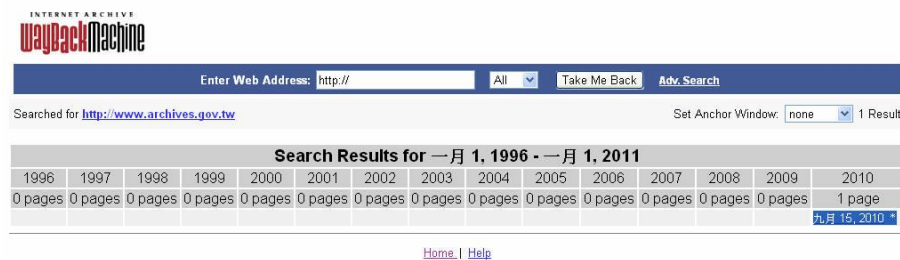 INTERNET ARCHIVE
WayBackMachine
Enter Web Address: http:// All Take Me Back Adv. Search
Searched for http://www.archives.gov.tw Set Anchor Window: none 1 Result
Search Results for 一月 1, 1996 - 一月 1, 2011
1996 1997 1998 1999 2000 2001 2002 2003 2004 2005 2006 2007 2008 2009 2010
0 pages 0 pages 0 pages 0 pages 0 pages 0 pages 0 pages 0 pages 0 pages 0 pages 0 pages 0 pages 0 pages 0 pages 1 page
九月 15, 2010 *
Home | Help